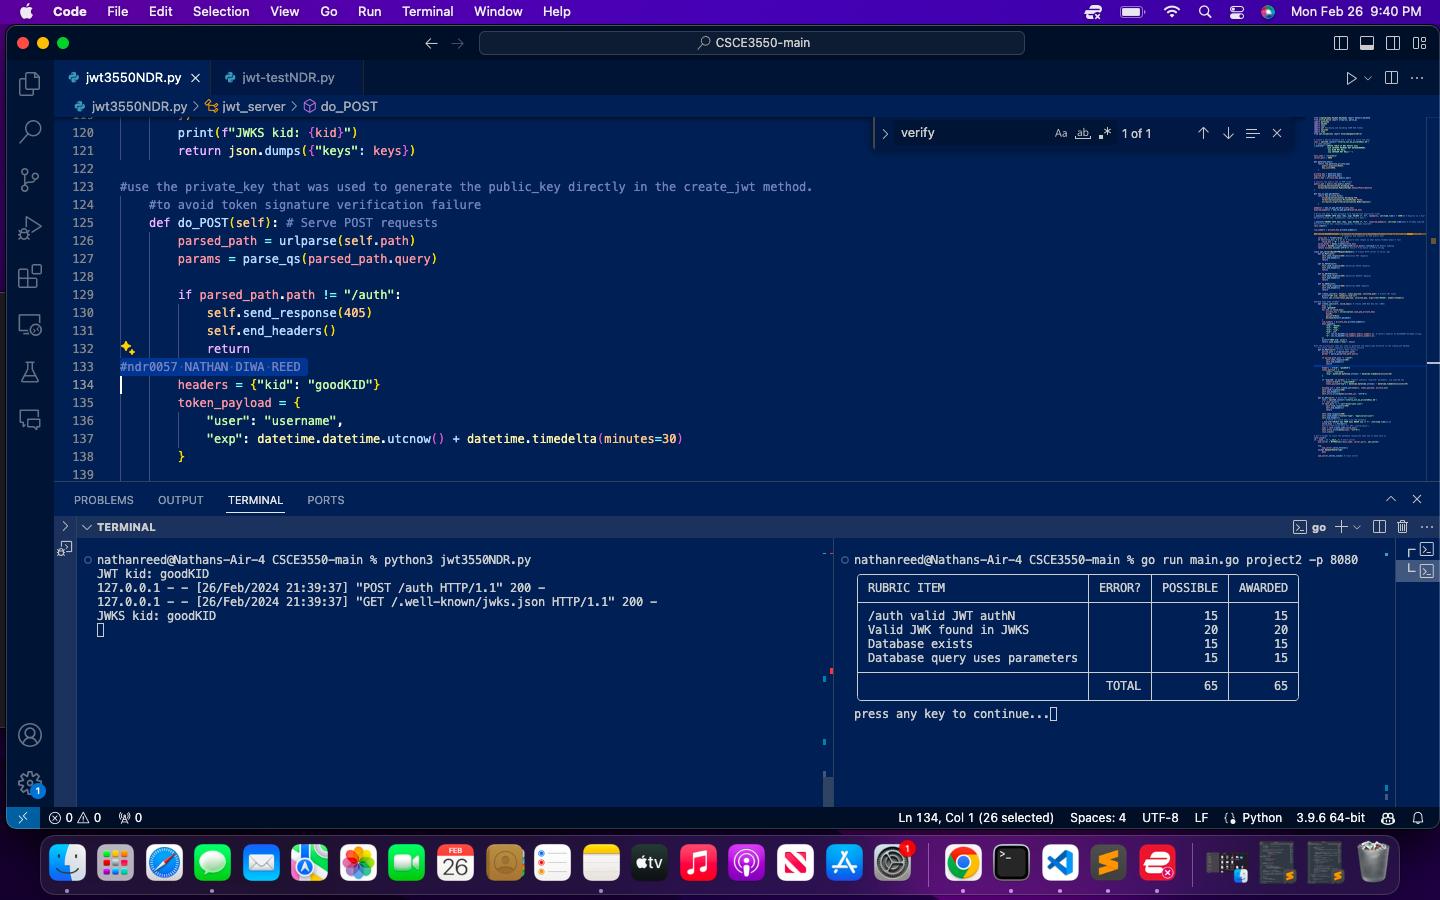 Code File Edit Selection View Go Run Terminal Window Help Mon Feb 26 9:40 PM
CSCE3550-main
jwt3550NDR.py jwt-testNDR.py
jwt3550NDR.py > jwt_server > do_POST
verify Aa ab 1 of 1
120 print(f"JWKS kid: {kid}")
121 return json.dumps({"keys": keys})
122
123 #use the private_key that was used to generate the public_key directly in the create_jwt method.
124 #to avoid token signature verification failure
125 def do_POST(self): # Serve POST requests
126 parsed_path = urlparse(self.path)
127 params = parse_qs(parsed_path.query)
128
129 if parsed_path.path != "/auth":
130 self.send_response(405)
131 self.end_headers()
132 return
133 #ndr0057 NATHAN DIWA REED
134 headers = {"kid": "goodKID"}
135 token_payload = {
136 "user": "username",
137 "exp": datetime.datetime.utcnow() + datetime.timedelta(minutes=30)
138 }
139
PROBLEMS OUTPUT TERMINAL PORTS
TERMINAL go
nathanreed@Nathans-Air-4 CSCE3550-main % python3 jwt3550NDR.py
JWT kid: goodKID
127.0.0.1 - - [26/Feb/2024 21:39:37] "POST /auth HTTP/1.1" 200 -
127.0.0.1 - - [26/Feb/2024 21:39:37] "GET /.well-known/jwks.json HTTP/1.1" 200 -
JWKS kid: goodKID
nathanreed@Nathans-Air-4 CSCE3550-main % go run main.go project2 -p 8080
RUBRIC ITEM ERROR? POSSIBLE AWARDED
/auth valid JWT authN 15 15
Valid JWK found in JWKS 20 20
Database exists 15 15
Database query uses parameters 15 15
TOTAL 65 65
press any key to continue...
1
0 0 0 Ln 134, Col 1 (26 selected) Spaces: 4 UTF-8 LF Python 3.9.6 64-bit
FEB
26
tv
1